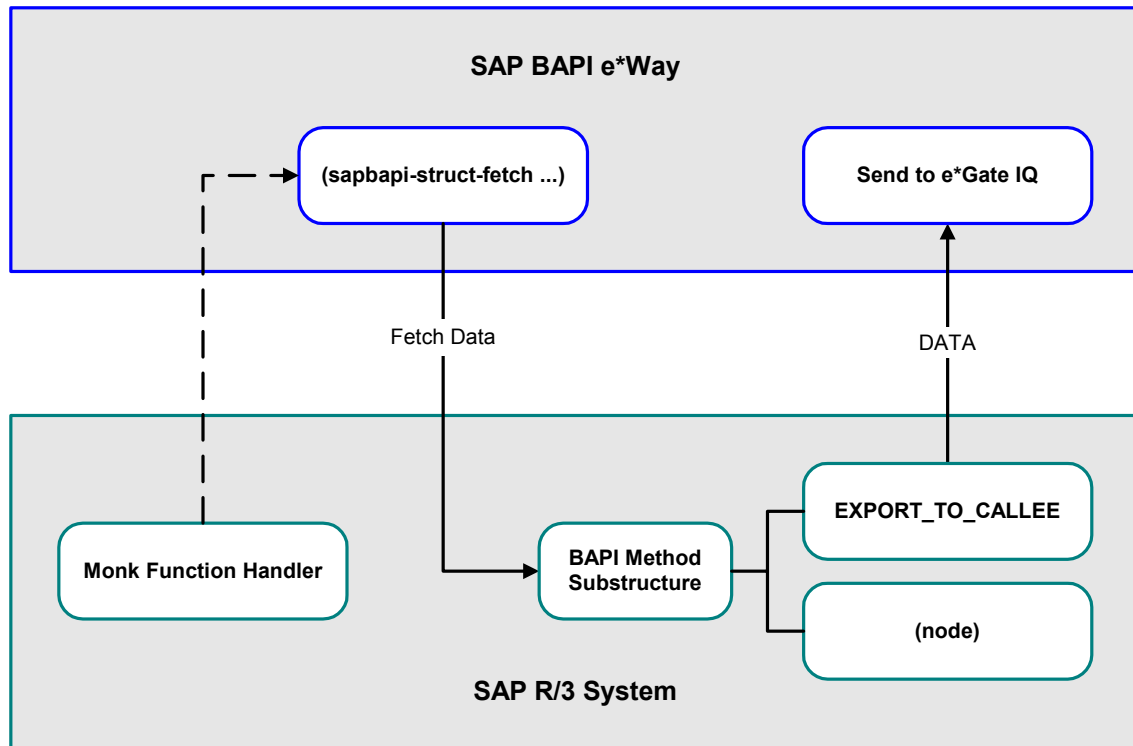 SAP BAPI e*Way
(sapbapi-struct-fetch ...)
Send to e*Gate IQ
Fetch Data
DATA
EXPORT_TO_CALLEE
Monk Function Handler
BAPI Method
Substructure
(node)
SAP R/3 System